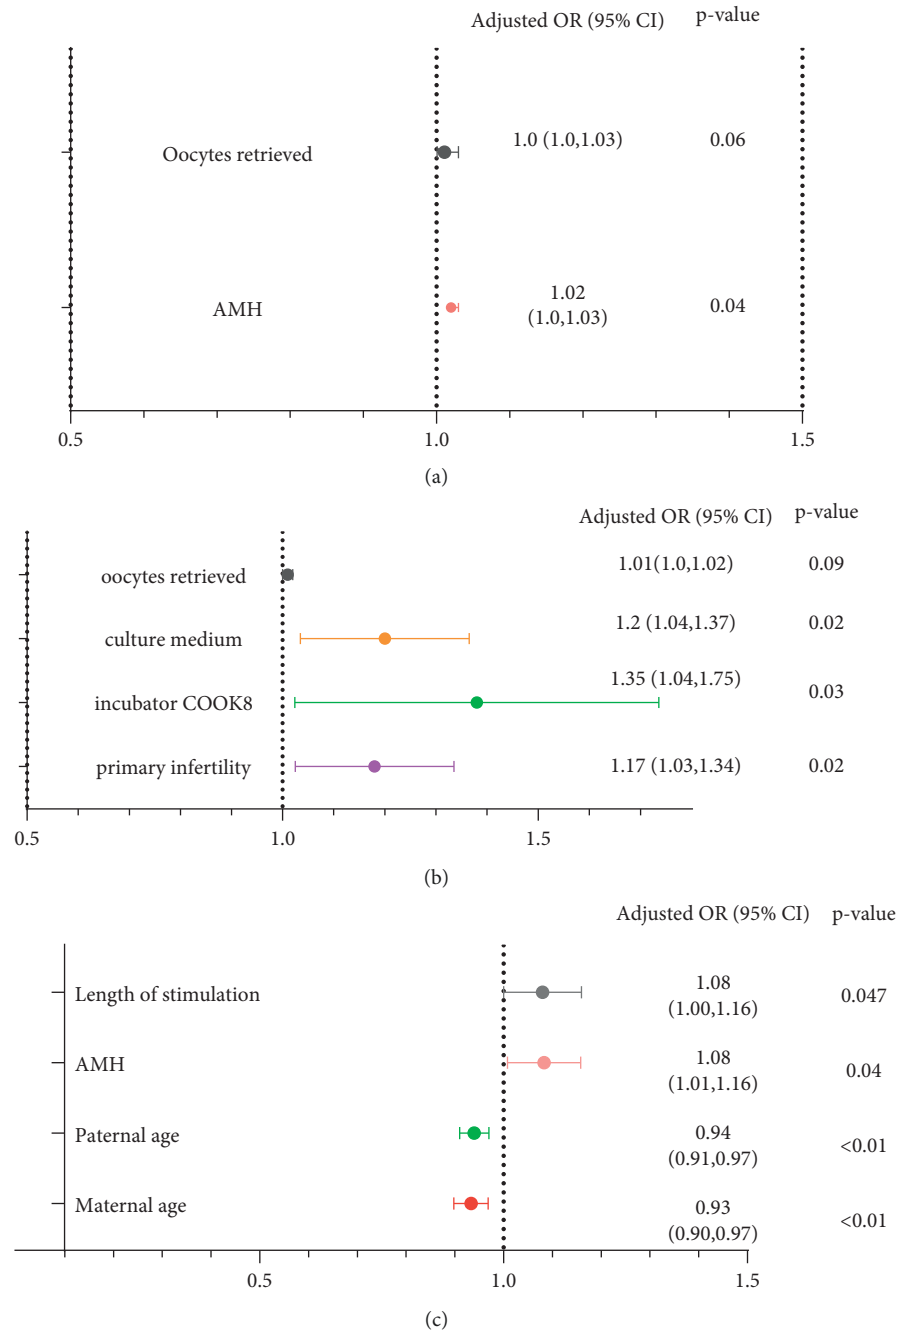 Adjusted OR (95% CI) p-value
Oocytes retrieved 1.0 (1.0,1.03) 0.06
AMH 1.02 (1.0,1.03) 0.04
0.5 1.0 1.5
(a)
Adjusted OR (95% CI) p-value
oocytes retrieved 1.01(1.0,1.02) 0.09
culture medium 1.2 (1.04,1.37) 0.02
incubator COOK8 1.35 (1.04,1.75) 0.03
primary infertility 1.17 (1.03,1.34) 0.02
0.5 1.0 1.5
(b)
Adjusted OR (95% CI) p-value
Length of stimulation 1.08 (1.00,1.16) 0.047
AMH 1.08 (1.01,1.16) 0.04
Paternal age 0.94 (0.91,0.97) <0.01
Maternal age 0.93 (0.90,0.97) <0.01
0.5 1.0 1.5
(c)